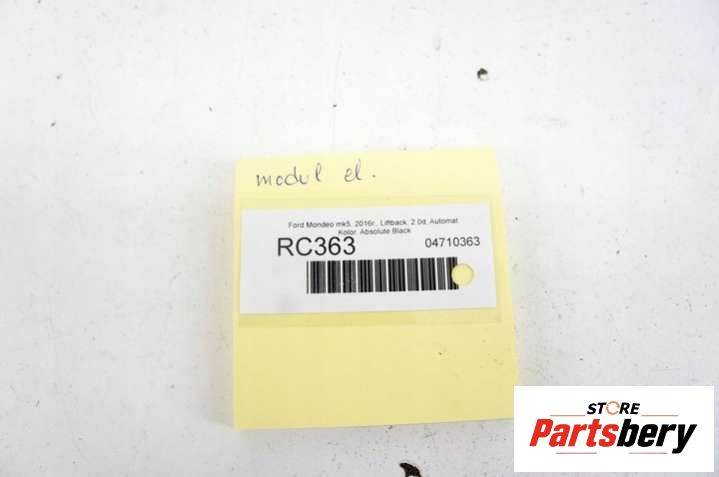 modul el.
Ford Mondeo mk5, 2016r., Liftback, 2.0d, Automat
Kolor: Absolute Black
RC363
04710363
STORE
Partsbery